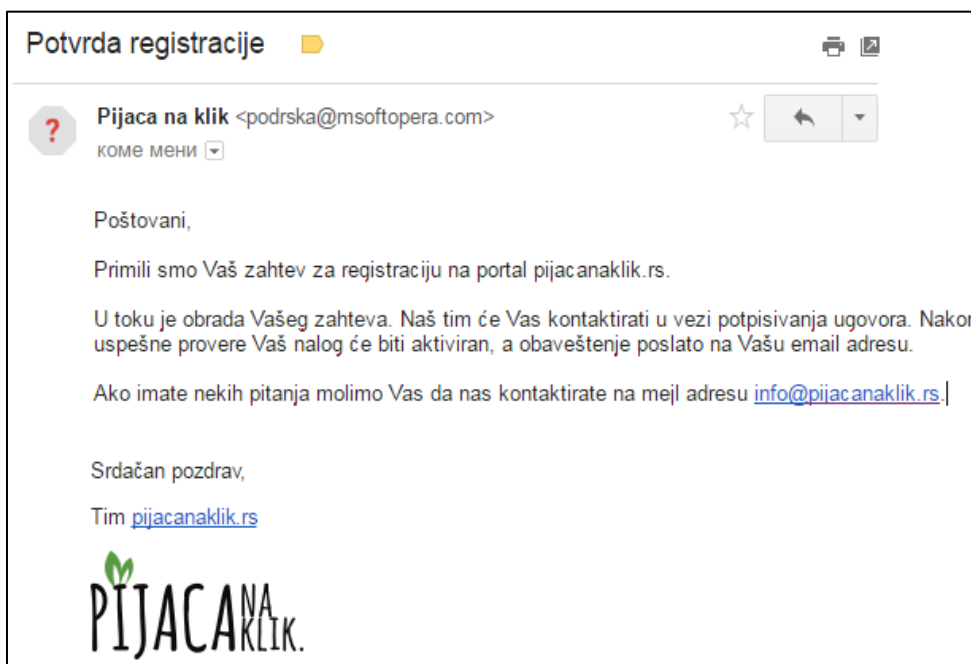 Potvrda registracije
?
Pijaca na klik <podrska@msoftopera.com>
коме мени
Poštovani,
Primili smo Vaš zahtev za registraciju na portal pijacanaklik.rs.
U toku je obrada Vašeg zahteva. Naš tim će Vas kontaktirati u vezi potpisivanja ugovora.
uspešne provere Vaš nalog će biti aktiviran, a obaveštenje poslato na Vašu email adresu.
Ako imate nekih pitanja molimo Vas da nas kontaktirate na mejl adresu info@pijacanaklik.rs.
Srdačan pozdrav,
Tim pijacanaklik.rs
PIJACA NA KLIK.